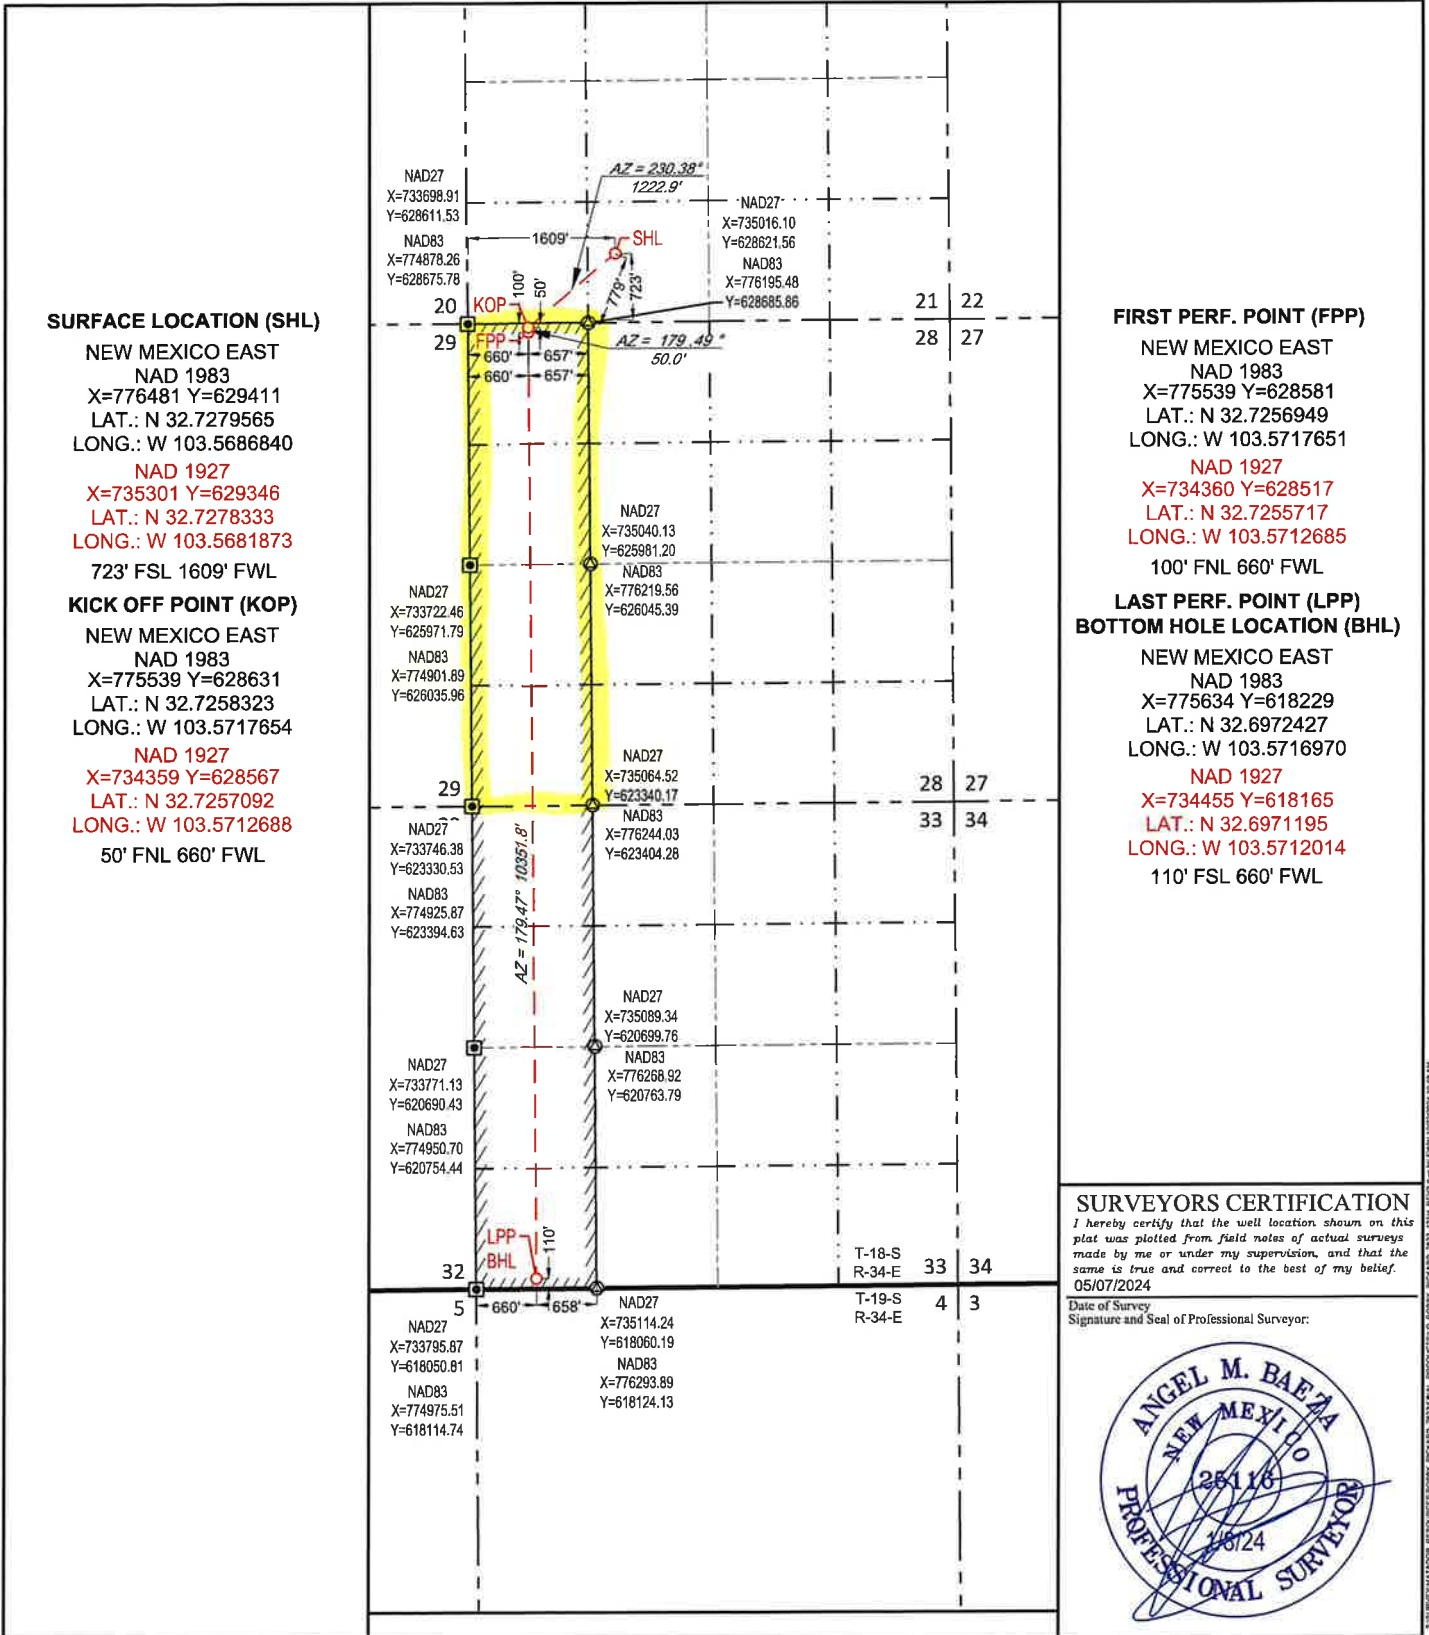 SURFACE LOCATION (SHL)
NEW MEXICO EAST
NAD 1983
X=776481 Y=629411
LAT.: N 32.7279565
LONG.: W 103.5686840
NAD 1927
X=735301 Y=629346
LAT.: N 32.7278333
LONG.: W 103.5681873
723' FSL 1609' FWL
KICK OFF POINT (KOP)
NEW MEXICO EAST
NAD 1983
X=775539 Y=628631
LAT.: N 32.7258323
LONG.: W 103.5717654
NAD 1927
X=734359 Y=628567
LAT.: N 32.7257092
LONG.: W 103.5712688
50' FNL 660' FWL
NAD27
X=733698.91
Y=628611.53
NAD83
X=774878.26
Y=628675.78
AZ = 230.38°
1222.9'
NAD27
X=735016.10
Y=628621.56
NAD83
X=776195.48
Y=628685.86
1609'
SHL
100'
50'
779'
723'
20
KOP
21 22
29
FPP
28 27
AZ = 179.49 °
50.0'
660' 657'
660' 657'
NAD27
X=735040.13
Y=625981.20
NAD83
X=776219.56
Y=626045.39
NAD27
X=733722.46
Y=625971.79
NAD83
X=774901.89
Y=626035.96
NAD27
X=735064.52
Y=623340.17
NAD83
X=776244.03
Y=623404.28
29
28 27
33 34
NAD27
X=733746.38
Y=623330.53
NAD83
X=774925.87
Y=623394.63
AZ = 179.47° 10351.8'
NAD27
X=735089.34
Y=620699.76
NAD83
X=776268.92
Y=620763.79
NAD27
X=733771.13
Y=620690.43
NAD83
X=774950.70
Y=620754.44
LPP
BHL
110'
32
T-18-S
R-34-E
33 34
5
660' 658'
T-19-S
R-34-E
4 3
NAD27
X=733795.87
Y=618050.81
NAD83
X=774975.51
Y=618114.74
NAD27
X=735114.24
Y=618060.19
NAD83
X=776293.89
Y=618124.13
FIRST PERF. POINT (FPP)
NEW MEXICO EAST
NAD 1983
X=775539 Y=628581
LAT.: N 32.7256949
LONG.: W 103.5717651
NAD 1927
X=734360 Y=628517
LAT.: N 32.7255717
LONG.: W 103.5712685
100' FNL 660' FWL
LAST PERF. POINT (LPP)
BOTTOM HOLE LOCATION (BHL)
NEW MEXICO EAST
NAD 1983
X=775634 Y=618229
LAT.: N 32.6972427
LONG.: W 103.5716970
NAD 1927
X=734455 Y=618165
LAT.: N 32.6971195
LONG.: W 103.5712014
110' FSL 660' FWL
SURVEYORS CERTIFICATION
I hereby certify that the well location shown on this
plat was plotted from field notes of actual surveys
made by me or under my supervision, and that the
same is true and correct to the best of my belief.
05/07/2024
Date of Survey
Signature and Seal of Professional Surveyor:
ANGEL M. BAEZA
NEW MEXICO
25116
PROFESSIONAL SURVEYOR